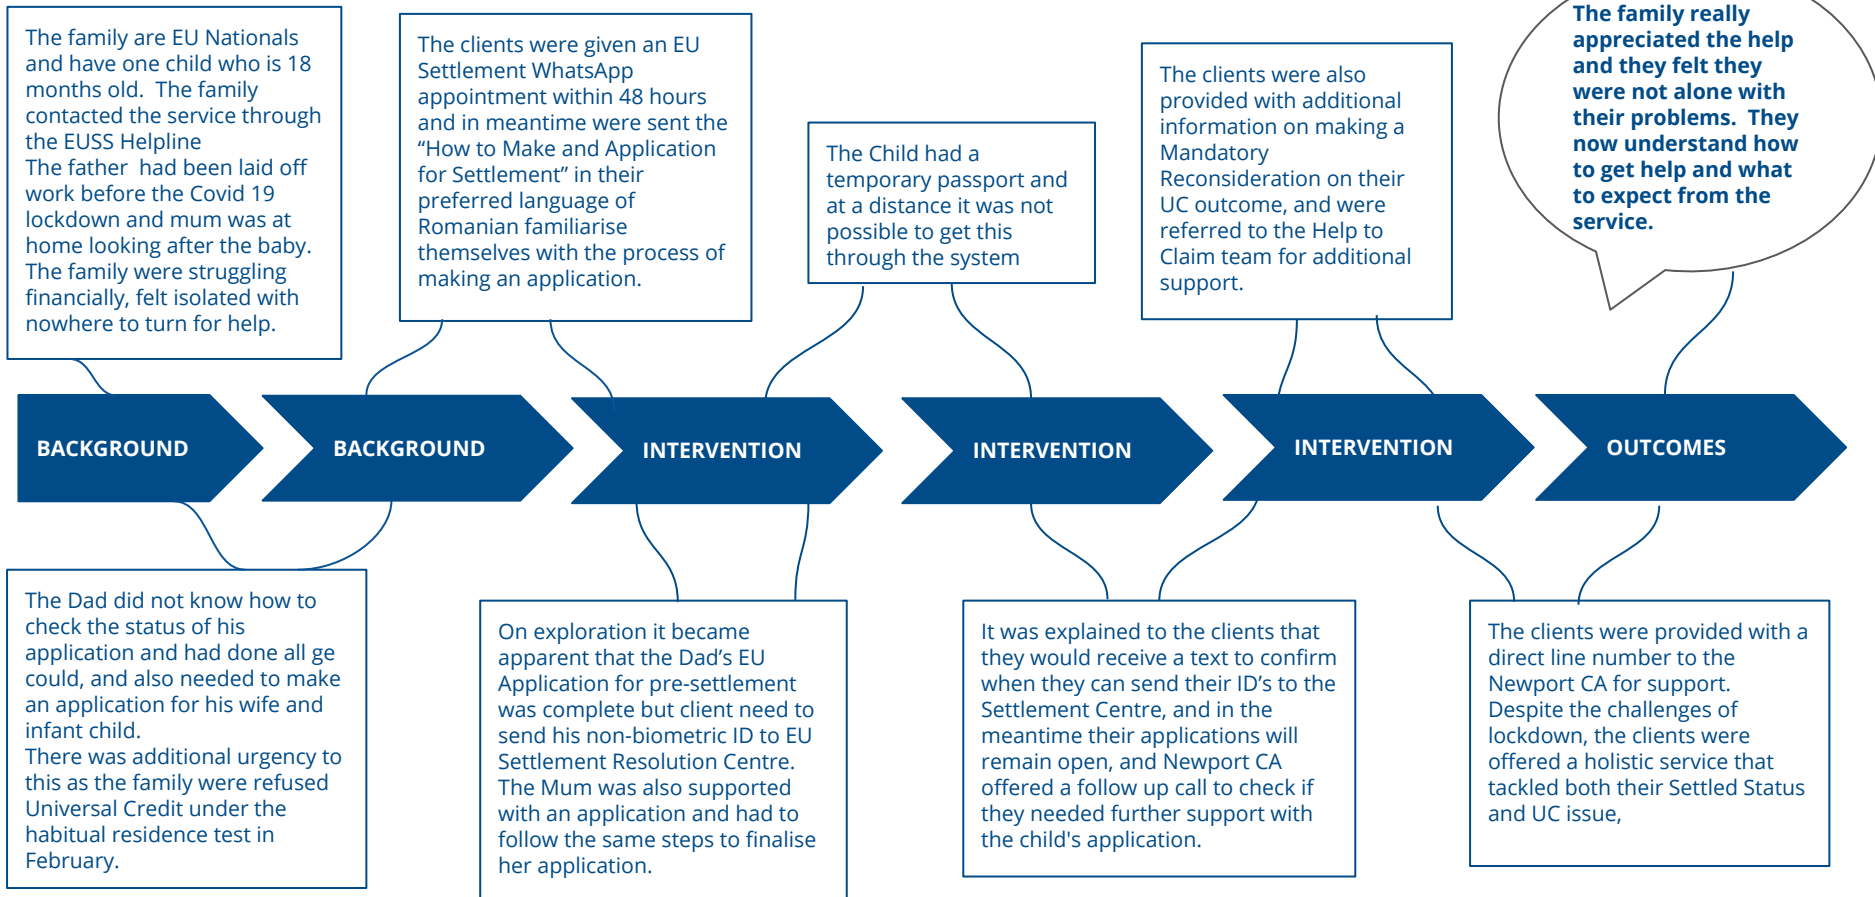 The family are EU Nationals
and have one child who is 18
months old.  The family
contacted the service through
the EUSS Helpline
The father  had been laid off
work before the Covid 19
lockdown and mum was at
home looking after the baby.
The family were struggling
financially, felt isolated with
nowhere to turn for help.
The clients were given an EU
Settlement WhatsApp
appointment within 48 hours
and in meantime were sent the
“How to Make and Application
for Settlement” in their
preferred language of
Romanian familiarise
themselves with the process of
making an application.
The Child had a
temporary passport and
at a distance it was not
possible to get this
through the system
The clients were also
provided with additional
information on making a
Mandatory
Reconsideration on their
UC outcome, and were
referred to the Help to
Claim team for additional
support.
The family really
appreciated the help
and they felt they
were not alone with
their problems.  They
now understand how
to get help and what
to expect from the
service.
BACKGROUND
BACKGROUND
INTERVENTION
INTERVENTION
INTERVENTION
OUTCOMES
The Dad did not know how to
check the status of his
application and had done all ge
could, and also needed to make
an application for his wife and
infant child.
There was additional urgency to
this as the family were refused
Universal Credit under the
habitual residence test in
February.
On exploration it became
apparent that the Dad’s EU
Application for pre-settlement
was complete but client need to
send his non-biometric ID to EU
Settlement Resolution Centre.
The Mum was also supported
with an application and had to
follow the same steps to finalise
her application.
It was explained to the clients that
they would receive a text to confirm
when they can send their ID’s to the
Settlement Centre, and in the
meantime their applications will
remain open, and Newport CA
offered a follow up call to check if
they needed further support with
the child's application.
The clients were provided with a
direct line number to the
Newport CA for support.
Despite the challenges of
lockdown, the clients were
offered a holistic service that
tackled both their Settled Status
and UC issue,